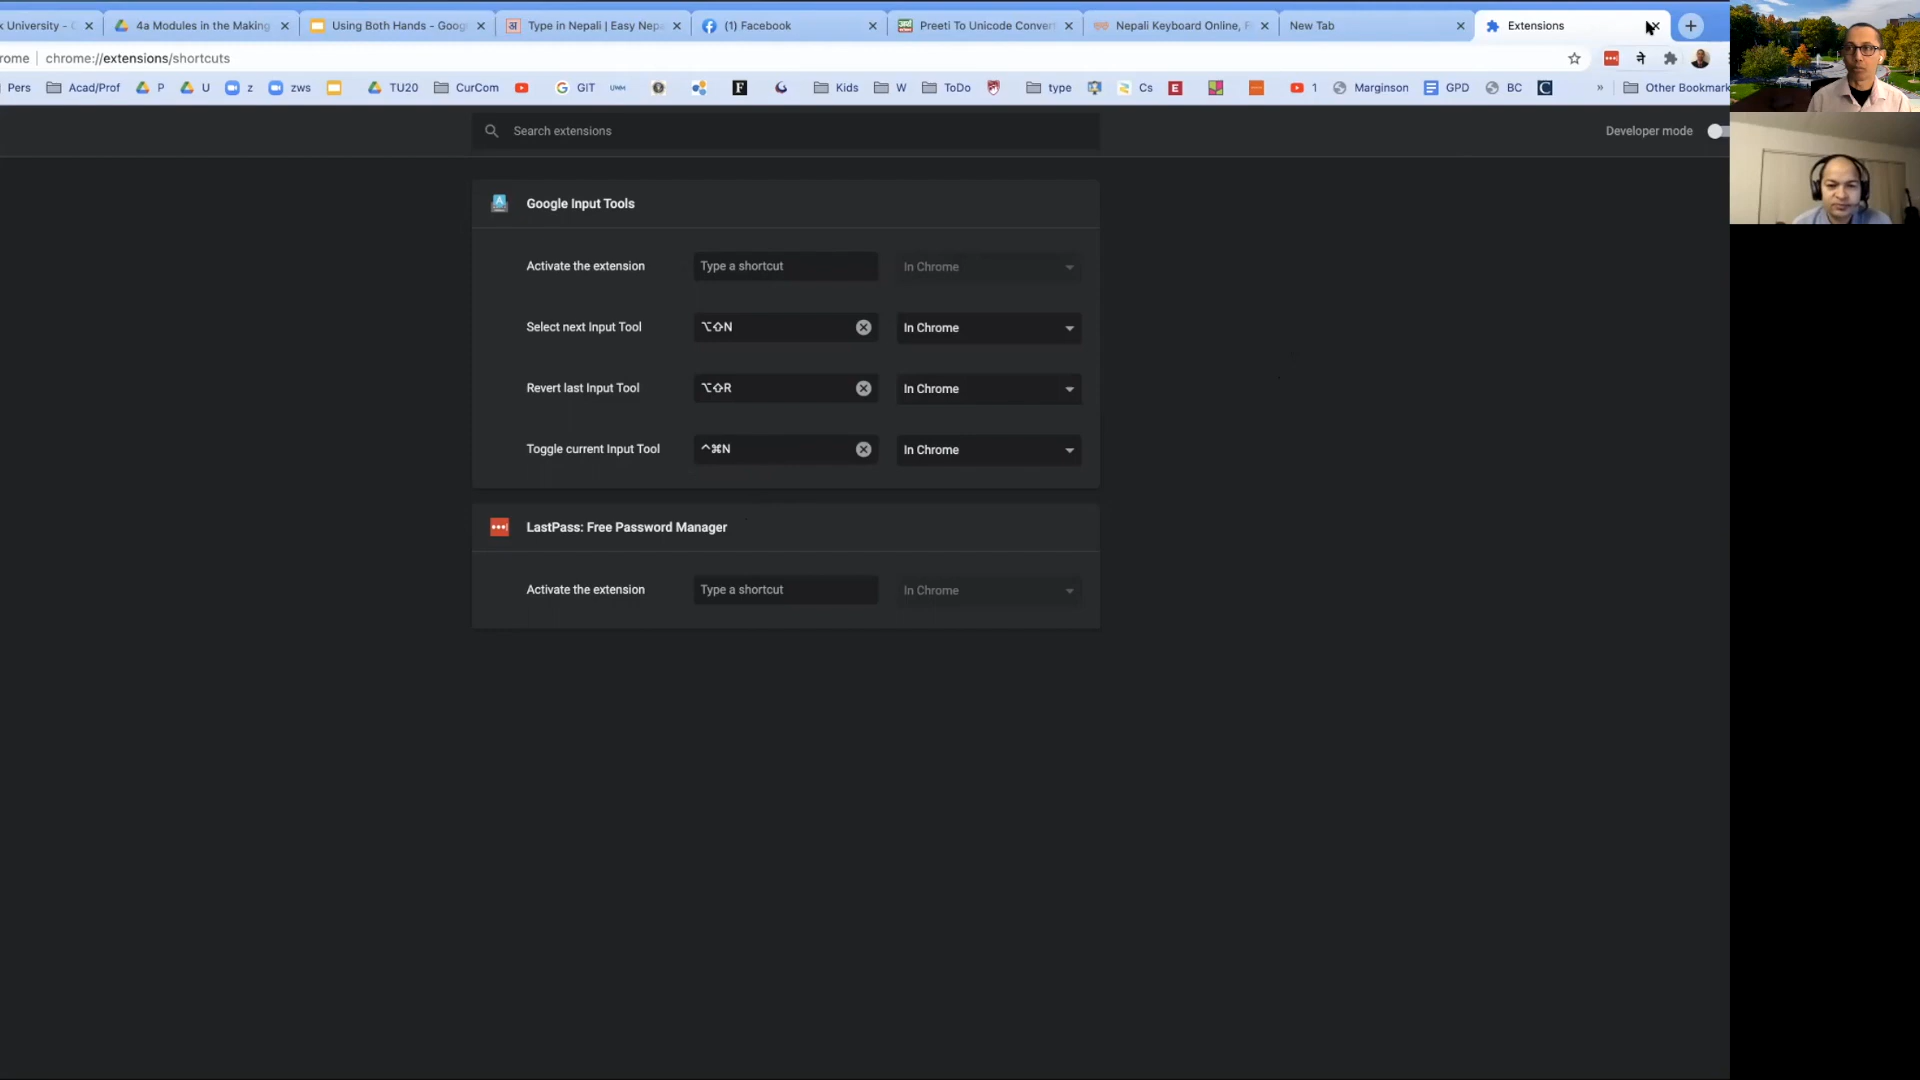 k University - G
4a Modules in the Making
Using Both Hands - Goog
Type in Nepali | Easy Nepa
(1) Facebook
Preeti To Unicode Convert
Nepali Keyboard Online, F
New Tab
Extensions
rome | chrome://extensions/shortcuts
ने
Pers Acad/Prof P U z zws TU20 CurCom GIT UWM F Kids W ToDo type Cs E 1 Marginson GPD BC C » Other Bookmark
Search extensions
Developer mode
Google Input Tools
Activate the extension Type a shortcut In Chrome
Select next Input Tool ⌥⇧N In Chrome
Revert last Input Tool ⌥⇧R In Chrome
Toggle current Input Tool ^⌘N In Chrome
LastPass: Free Password Manager
Activate the extension Type a shortcut In Chrome